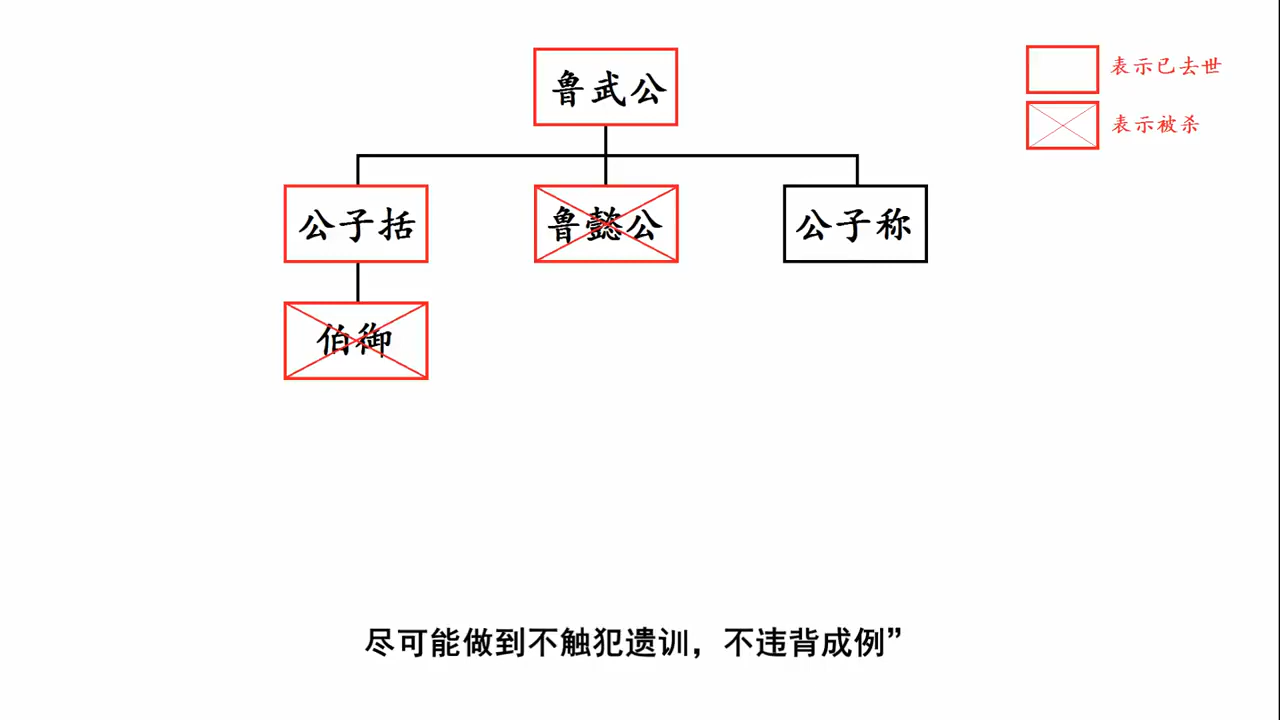 鲁武公
表示已去世
表示被杀
公子括
鲁懿公
公子称
伯御
尽可能做到不触犯遗训，不违背成例”